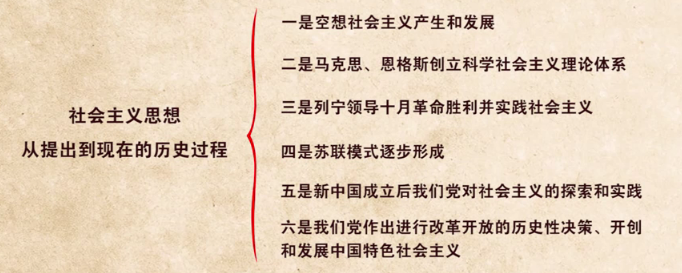 社会主义思想
从提出到现在的历史过程
一是空想社会主义产生和发展
二是马克思、恩格斯创立科学社会主义理论体系
三是列宁领导十月革命胜利并实践社会主义
四是苏联模式逐步形成
五是新中国成立后我们党对社会主义的探索和实践
六是我们党作出进行改革开放的历史性决策、开创
和发展中国特色社会主义